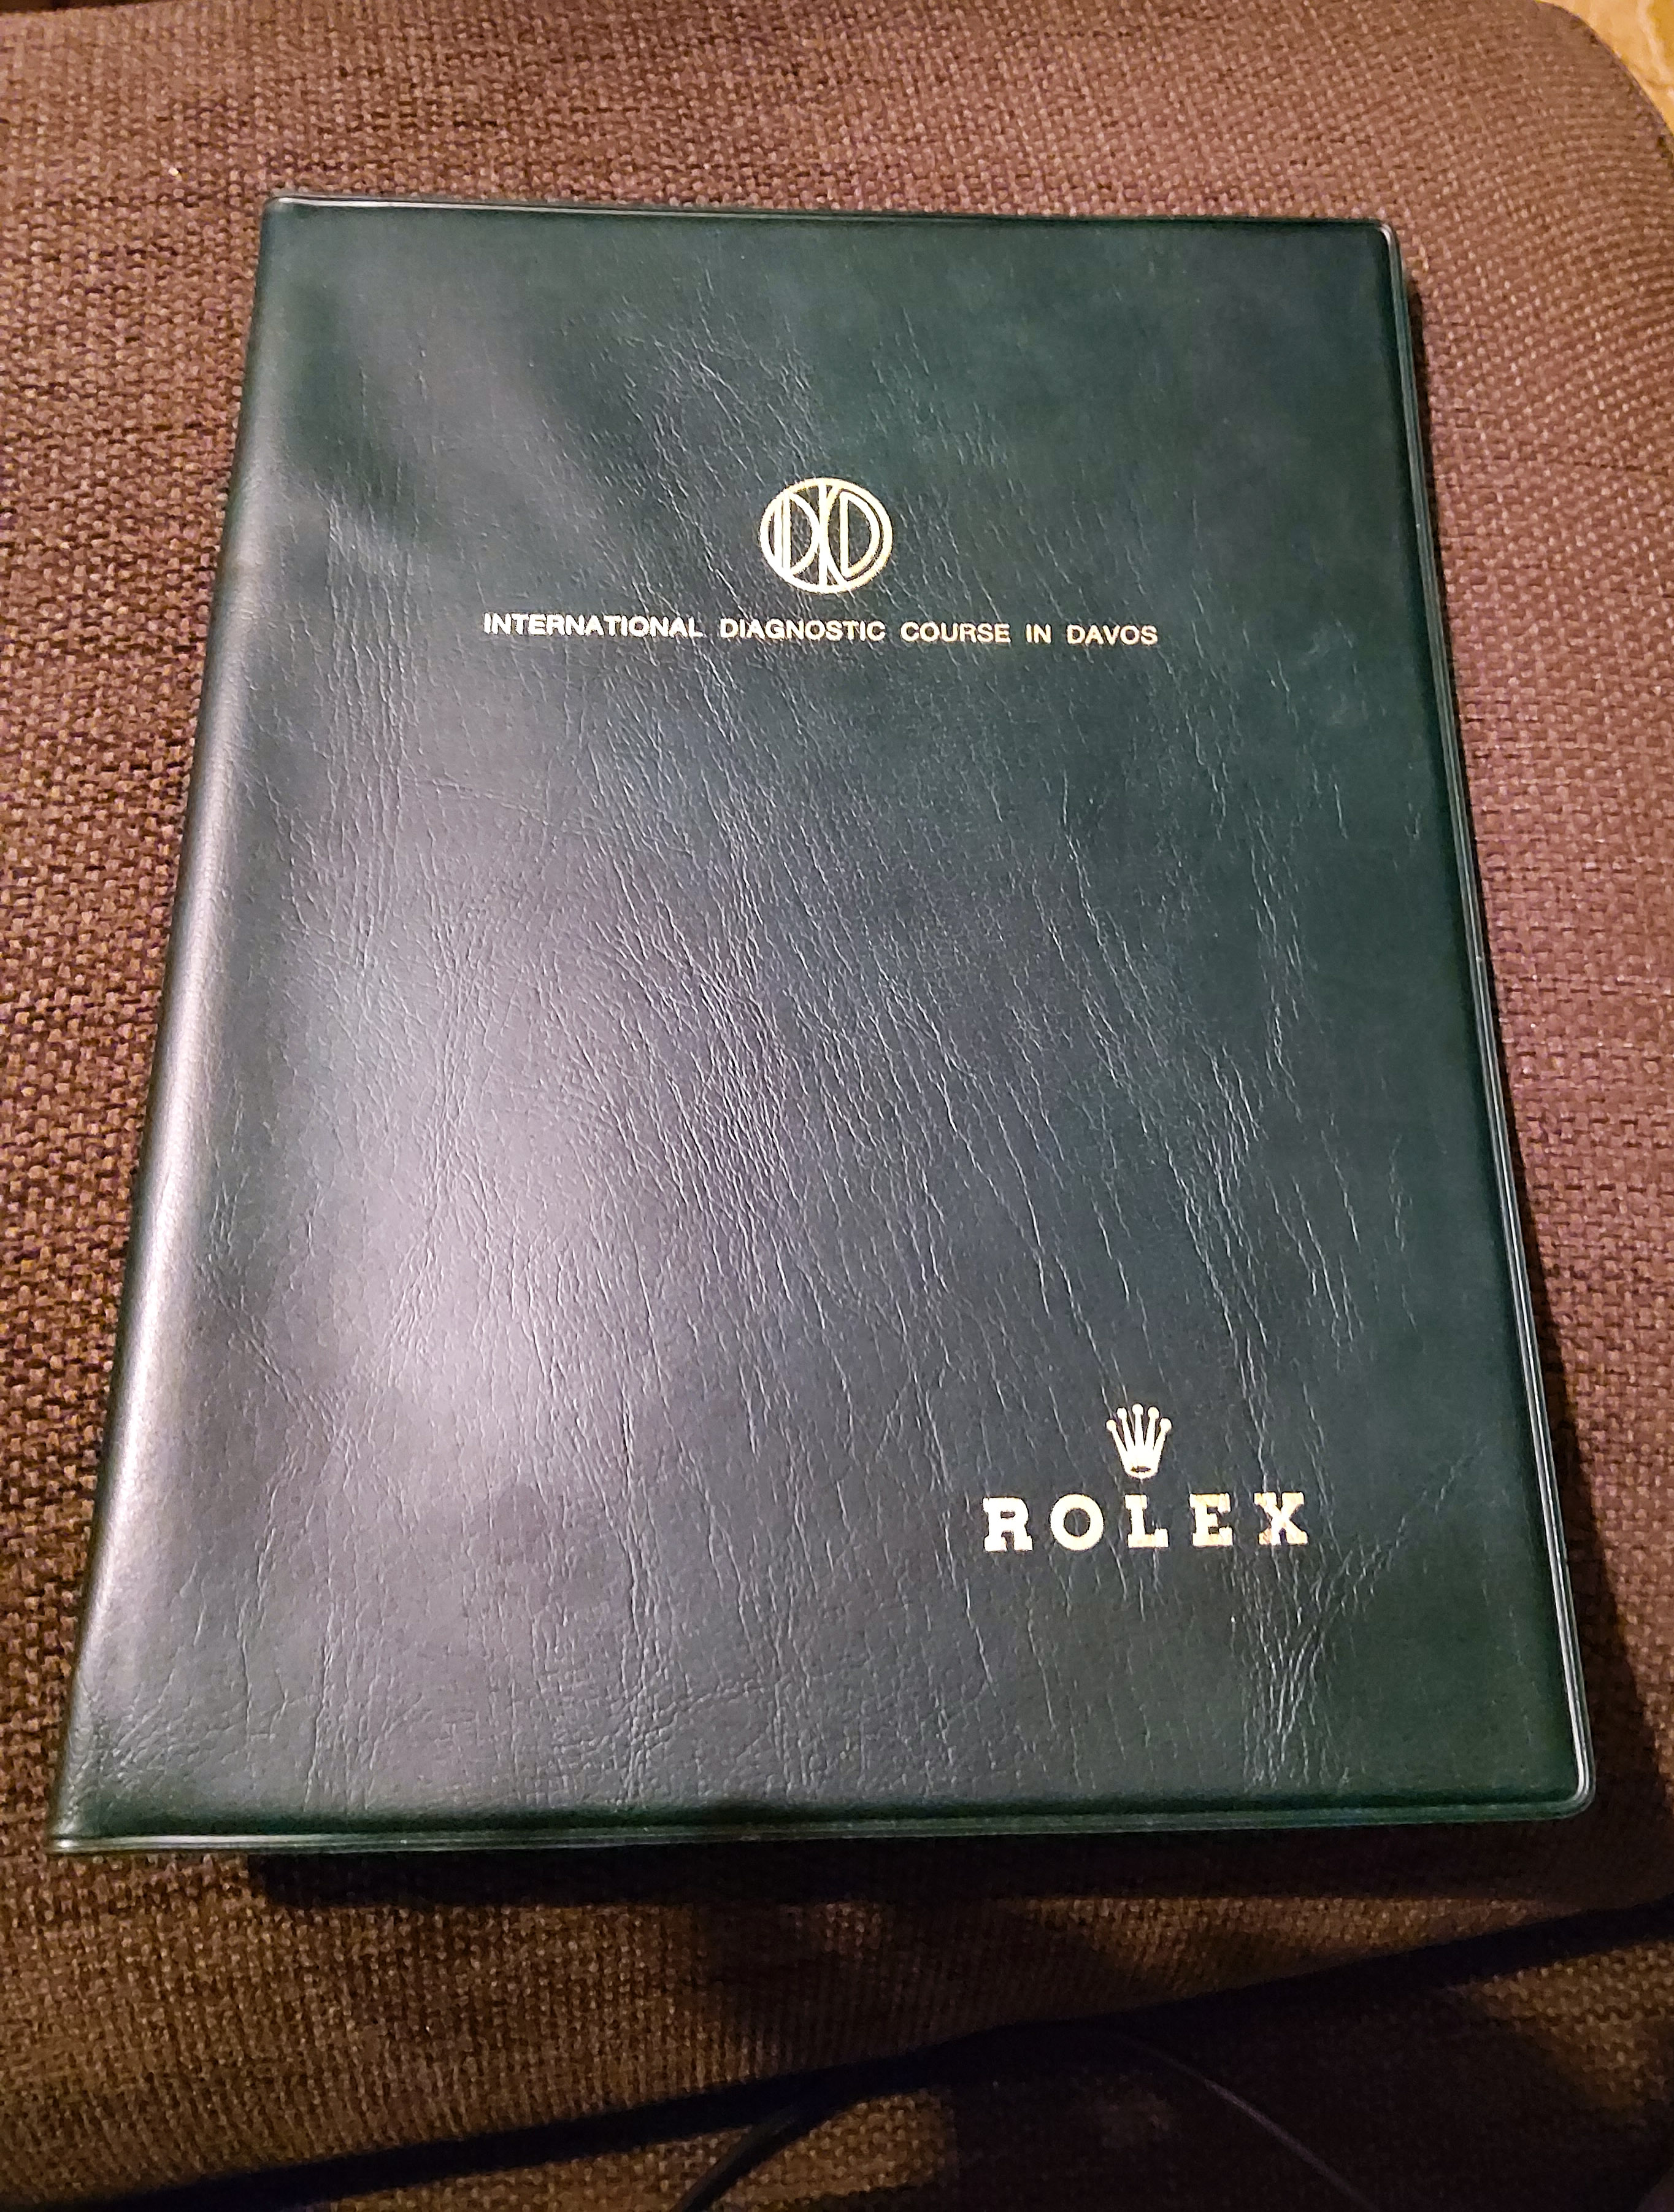 INTERNATIONAL DIAGNOSTIC COURSE IN DAVOS
ROLEX